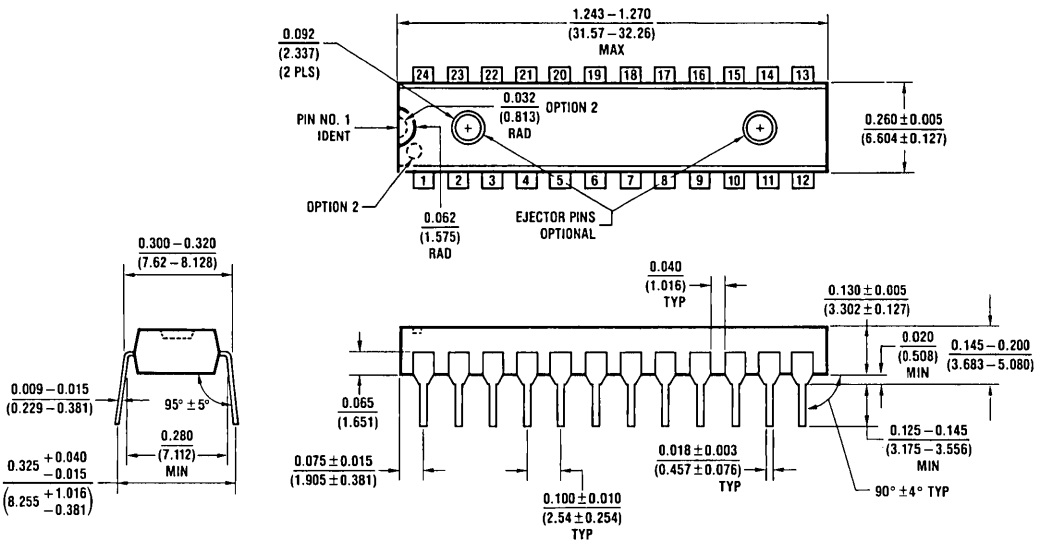 1.243 – 1.270
(31.57 – 32.26)
MAX
0.092
(2.337)
(2 PLS)
24 23 22 21 20 19 18 17 16 15 14 13
0.032
(0.813)
RAD
OPTION 2
PIN NO. 1
IDENT
0.260 ± 0.005
(6.604 ± 0.127)
1 2 3 4 5 6 7 8 9 10 11 12
OPTION 2
0.062
(1.575)
RAD
EJECTOR PINS
OPTIONAL
0.300 – 0.320
(7.62 – 8.128)
0.040
(1.016)
TYP
0.130 ± 0.005
(3.302 ± 0.127)
0.020
(0.508)
MIN
0.145 – 0.200
(3.683 – 5.080)
0.009 – 0.015
(0.229 – 0.381)
95° ± 5°
0.065
(1.651)
0.280
(7.112)
MIN
0.125 – 0.145
(3.175 – 3.556)
MIN
0.325 +0.040
–0.015
(8.255 +1.016
–0.381)
0.075 ± 0.015
(1.905 ± 0.381)
0.018 ± 0.003
(0.457 ± 0.076)
TYP
0.100 ± 0.010
(2.54 ± 0.254)
TYP
90° ± 4° TYP